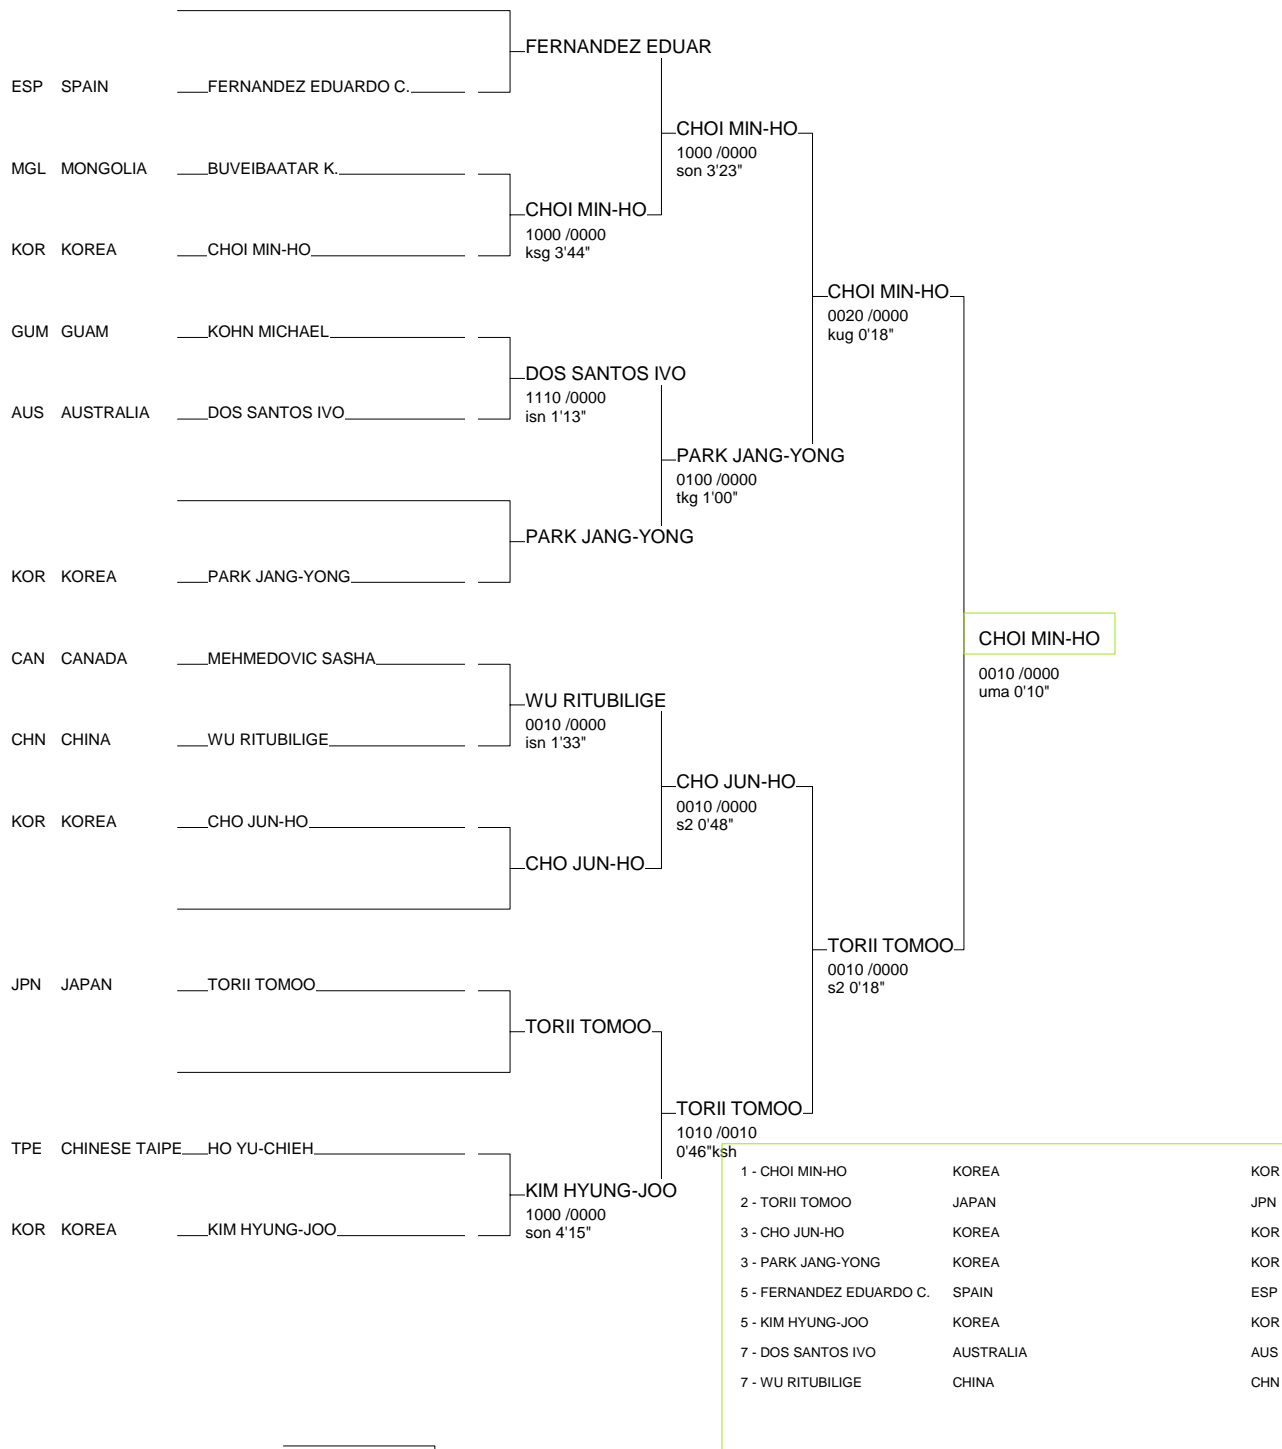 FERNANDEZ EDUAR
ESP SPAIN FERNANDEZ EDUARDO C.
CHOI MIN-HO
1000 /0000
son 3'23"
MGL MONGOLIA BUVEIBAATAR K.
CHOI MIN-HO
1000 /0000
ksg 3'44"
KOR KOREA CHOI MIN-HO
CHOI MIN-HO
0020 /0000
kug 0'18"
GUM GUAM KOHN MICHAEL
DOS SANTOS IVO
1110 /0000
isn 1'13"
AUS AUSTRALIA DOS SANTOS IVO
PARK JANG-YONG
0100 /0000
tkg 1'00"
PARK JANG-YONG
KOR KOREA PARK JANG-YONG
CHOI MIN-HO
0010 /0000
uma 0'10"
CAN CANADA MEHMEDOVIC SASHA
WU RITUBILIGE
0010 /0000
isn 1'33"
CHN CHINA WU RITUBILIGE
CHO JUN-HO
0010 /0000
s2 0'48"
KOR KOREA CHO JUN-HO
CHO JUN-HO
TORII TOMOO
0010 /0000
s2 0'18"
JPN JAPAN TORII TOMOO
TORII TOMOO
TORII TOMOO
1010 /0010
0'46"ksh
TPE CHINESE TAIPE HO YU-CHIEH
KIM HYUNG-JOO
1000 /0000
son 4'15"
KOR KOREA KIM HYUNG-JOO
1 - CHOI MIN-HO KOREA KOR
2 - TORII TOMOO JAPAN JPN
3 - CHO JUN-HO KOREA KOR
3 - PARK JANG-YONG KOREA KOR
5 - FERNANDEZ EDUARDO C. SPAIN ESP
5 - KIM HYUNG-JOO KOREA KOR
7 - DOS SANTOS IVO AUSTRALIA AUS
7 - WU RITUBILIGE CHINA CHN